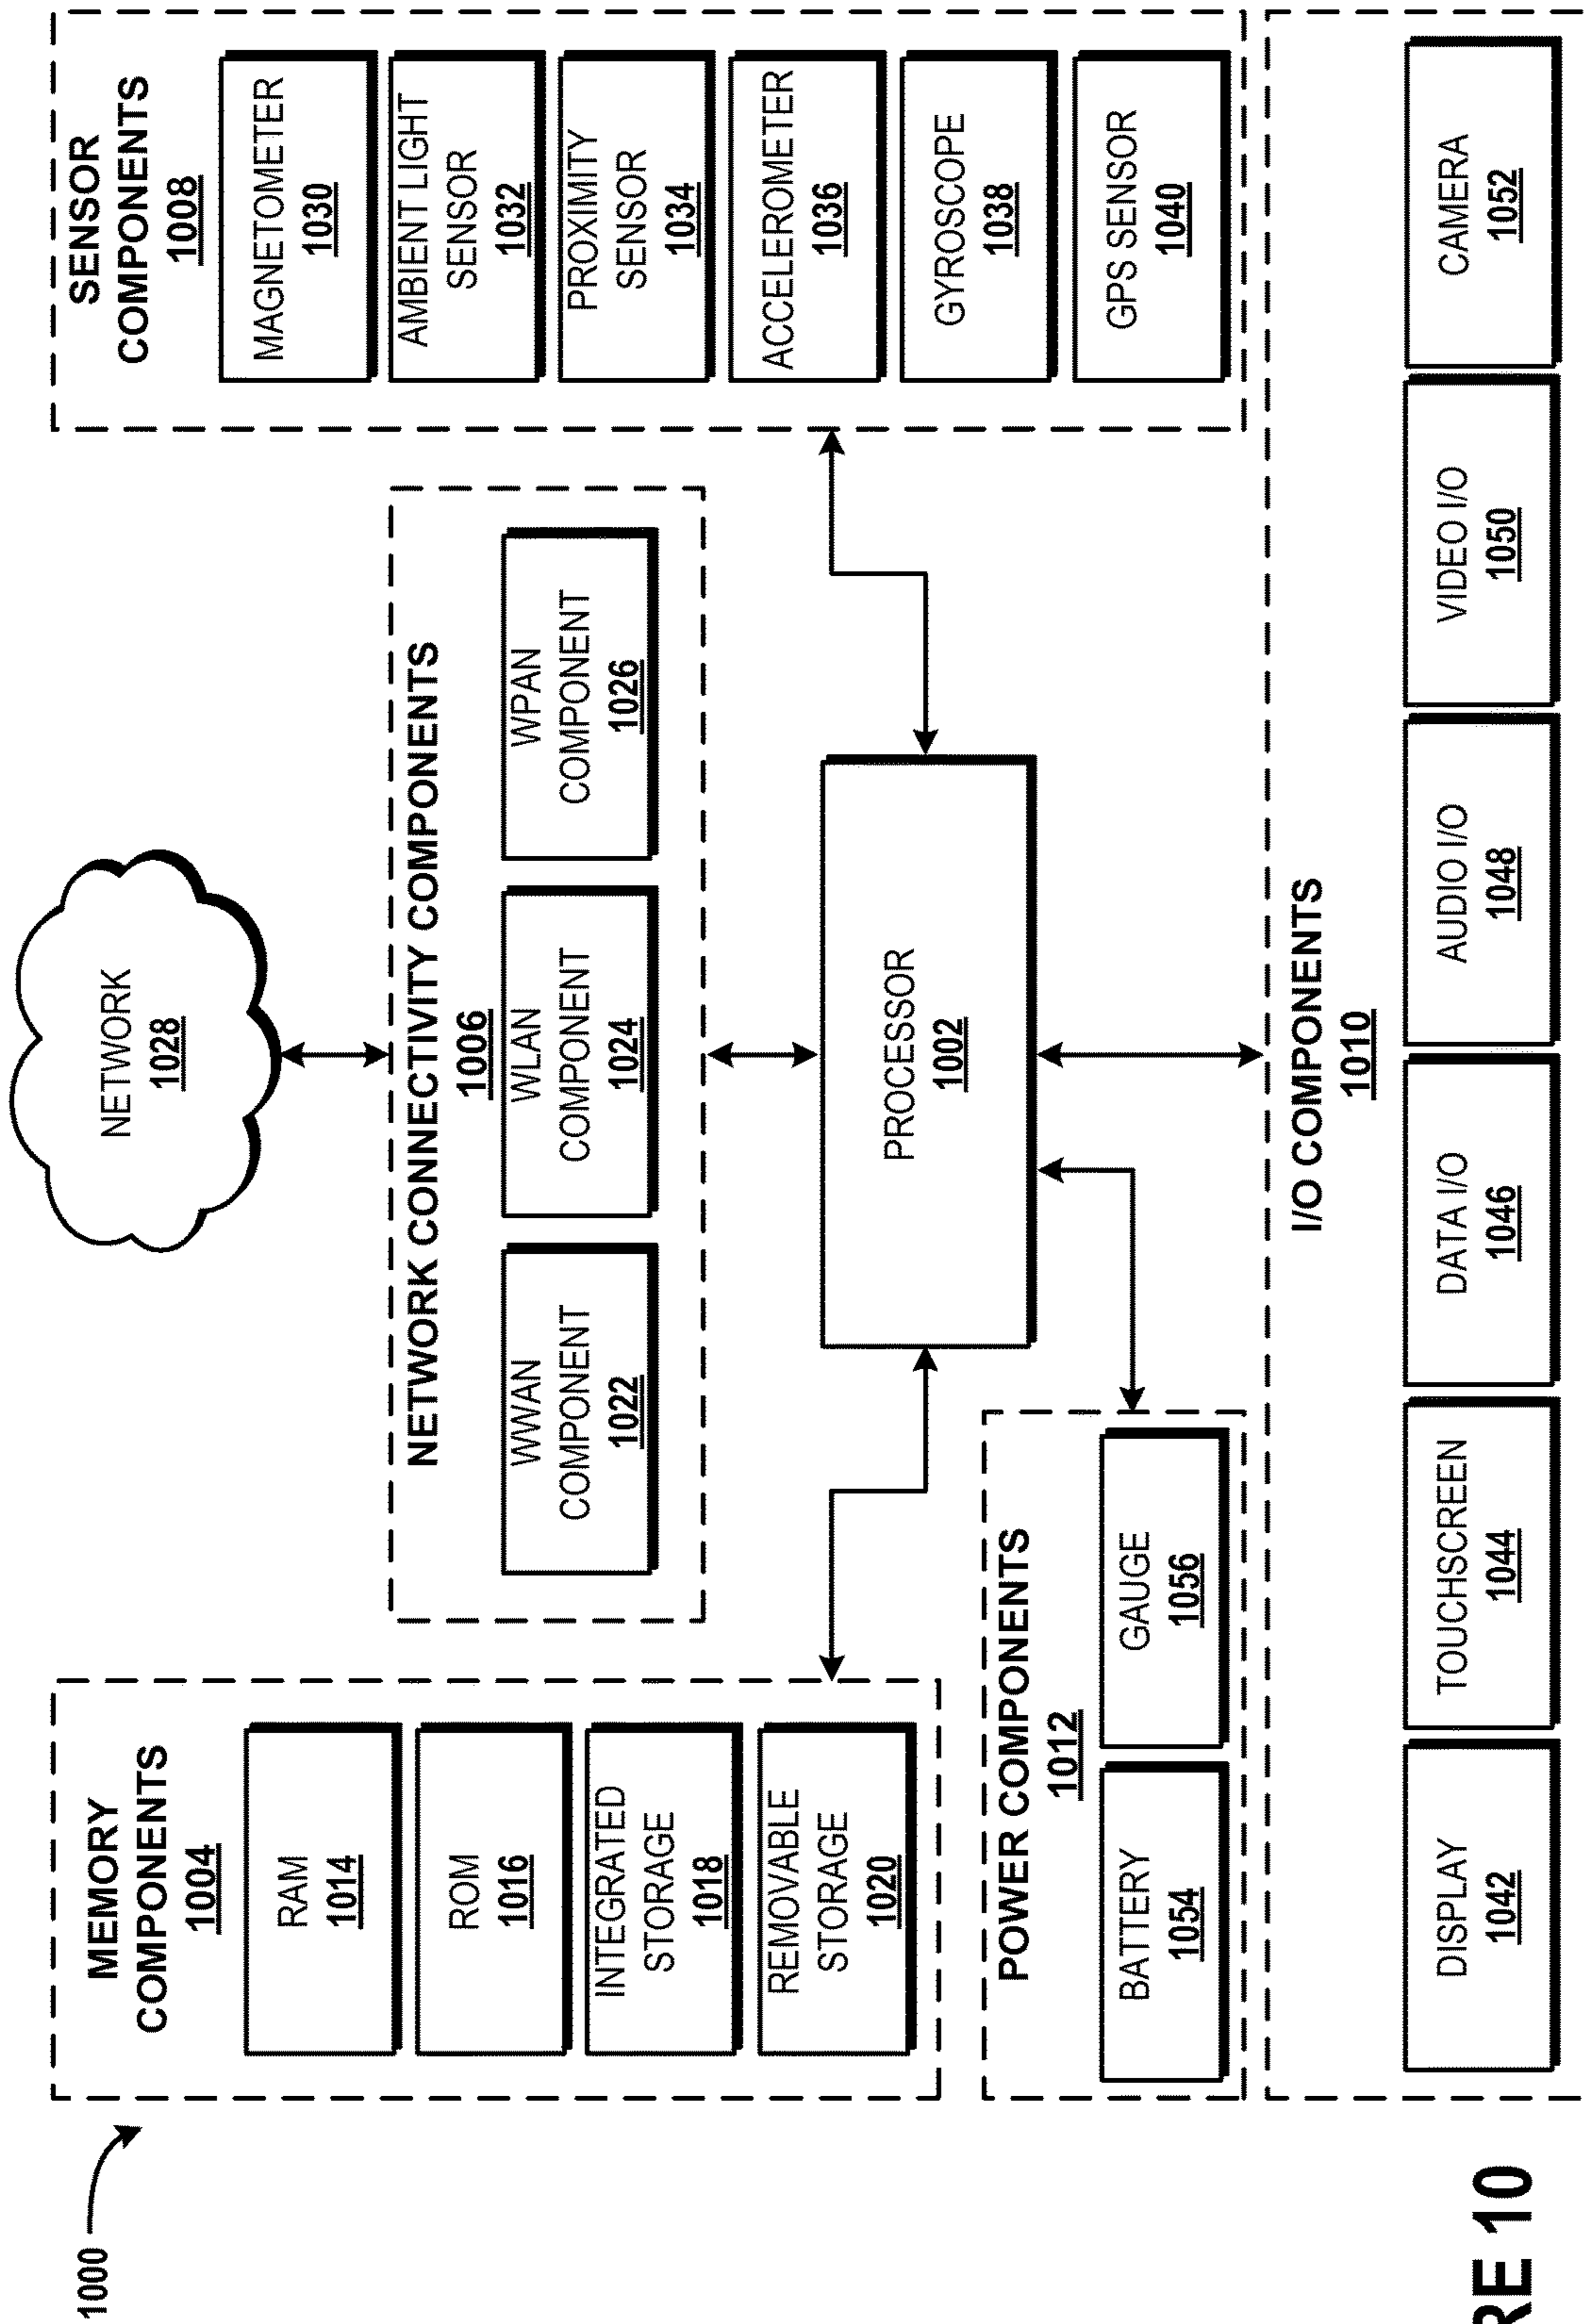 1000
MEMORY
COMPONENTS
1004
RAM
1014
ROM
1016
INTEGRATED
STORAGE
1018
REMOVABLE
STORAGE
1020
NETWORK
1028
NETWORK CONNECTIVITY COMPONENTS
1006
WWAN
COMPONENT
1022
WLAN
COMPONENT
1024
WPAN
COMPONENT
1026
SENSOR
COMPONENTS
1008
MAGNETOMETER
1030
AMBIENT LIGHT
SENSOR
1032
PROXIMITY
SENSOR
1034
ACCELEROMETER
1036
GYROSCOPE
1038
GPS SENSOR
1040
PROCESSOR
1002
POWER COMPONENTS
1012
BATTERY
1054
GAUGE
1056
I/O COMPONENTS
1010
DISPLAY
1042
TOUCHSCREEN
1044
DATA I/O
1046
AUDIO I/O
1048
VIDEO I/O
1050
CAMERA
1052
RE 10